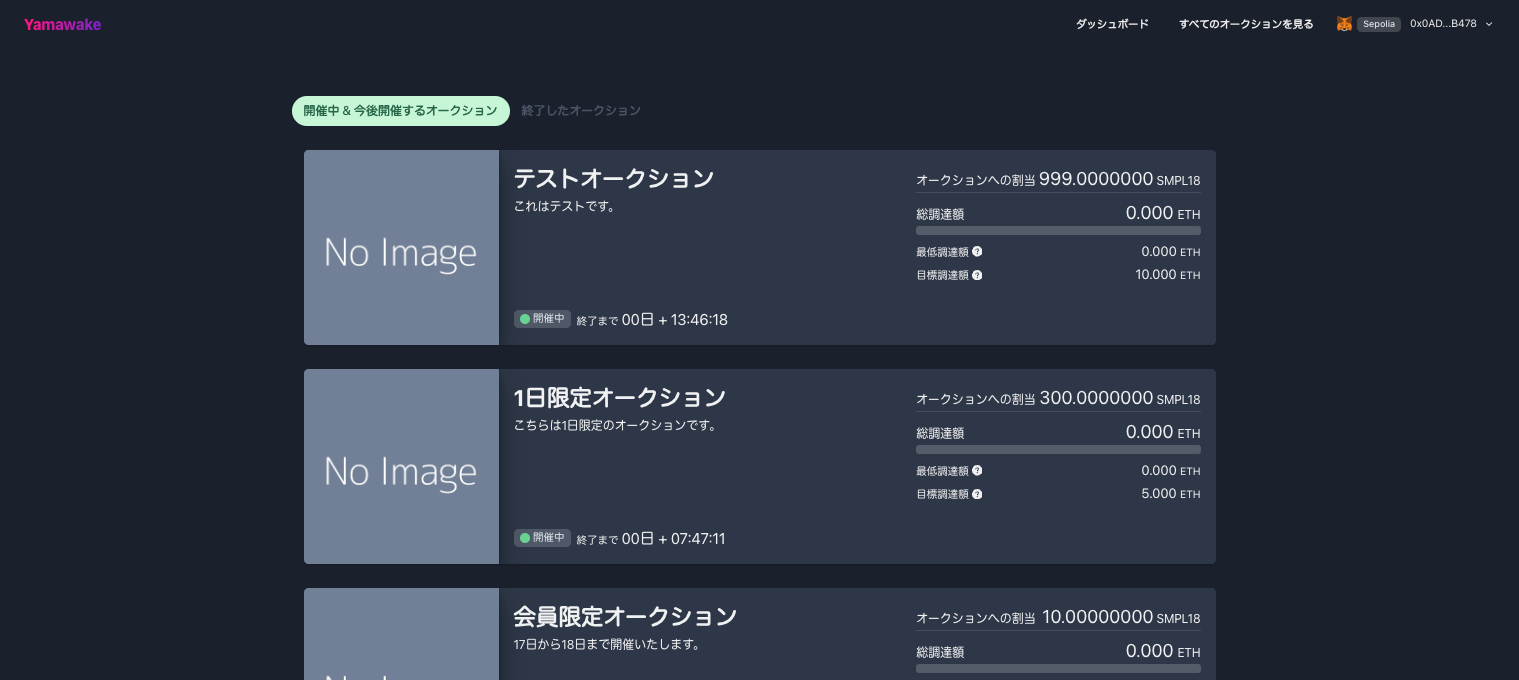 Yamawake
ダッシュボード すべてのオークションを見る Sepolia 0x0AD...B478
開催中 & 今後開催するオークション 終了したオークション
No Image
テストオークション
これはテストです。
開催中 終了まで 00日 + 13:46:18
オークションへの割当 999.0000000 SMPL18
総調達額 0.000 ETH
最低調達額 ? 0.000 ETH
目標調達額 ? 10.000 ETH
No Image
1日限定オークション
こちらは1日限定のオークションです。
開催中 終了まで 00日 + 07:47:11
オークションへの割当 300.0000000 SMPL18
総調達額 0.000 ETH
最低調達額 ? 0.000 ETH
目標調達額 ? 5.000 ETH
No Image
会員限定オークション
17日から18日まで開催いたします。
オークションへの割当 10.00000000 SMPL18
総調達額 0.000 ETH